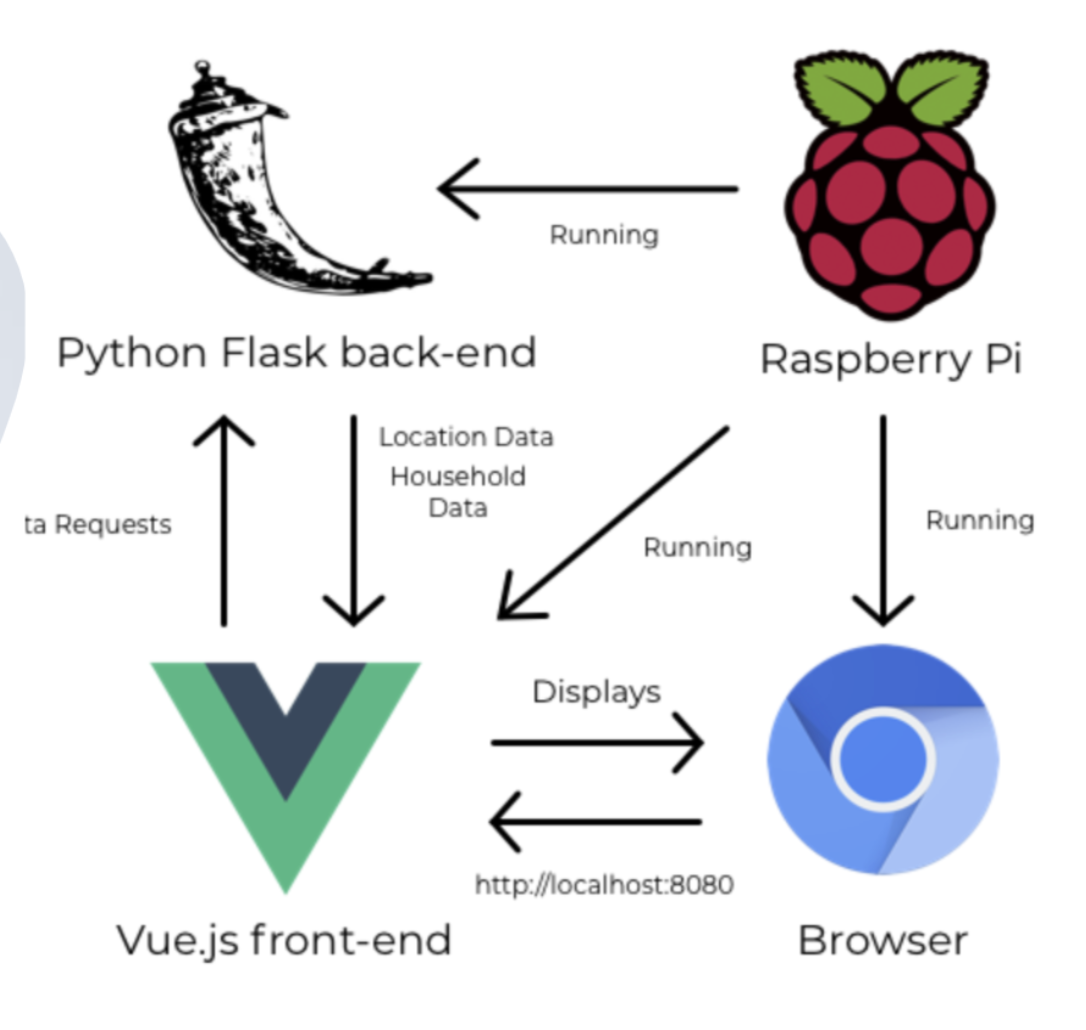 Running
Python Flask back-end
Raspberry Pi
Location Data
Household
Data
ta Requests
Running
Running
Displays
http://localhost:8080
Vue.js front-end
Browser